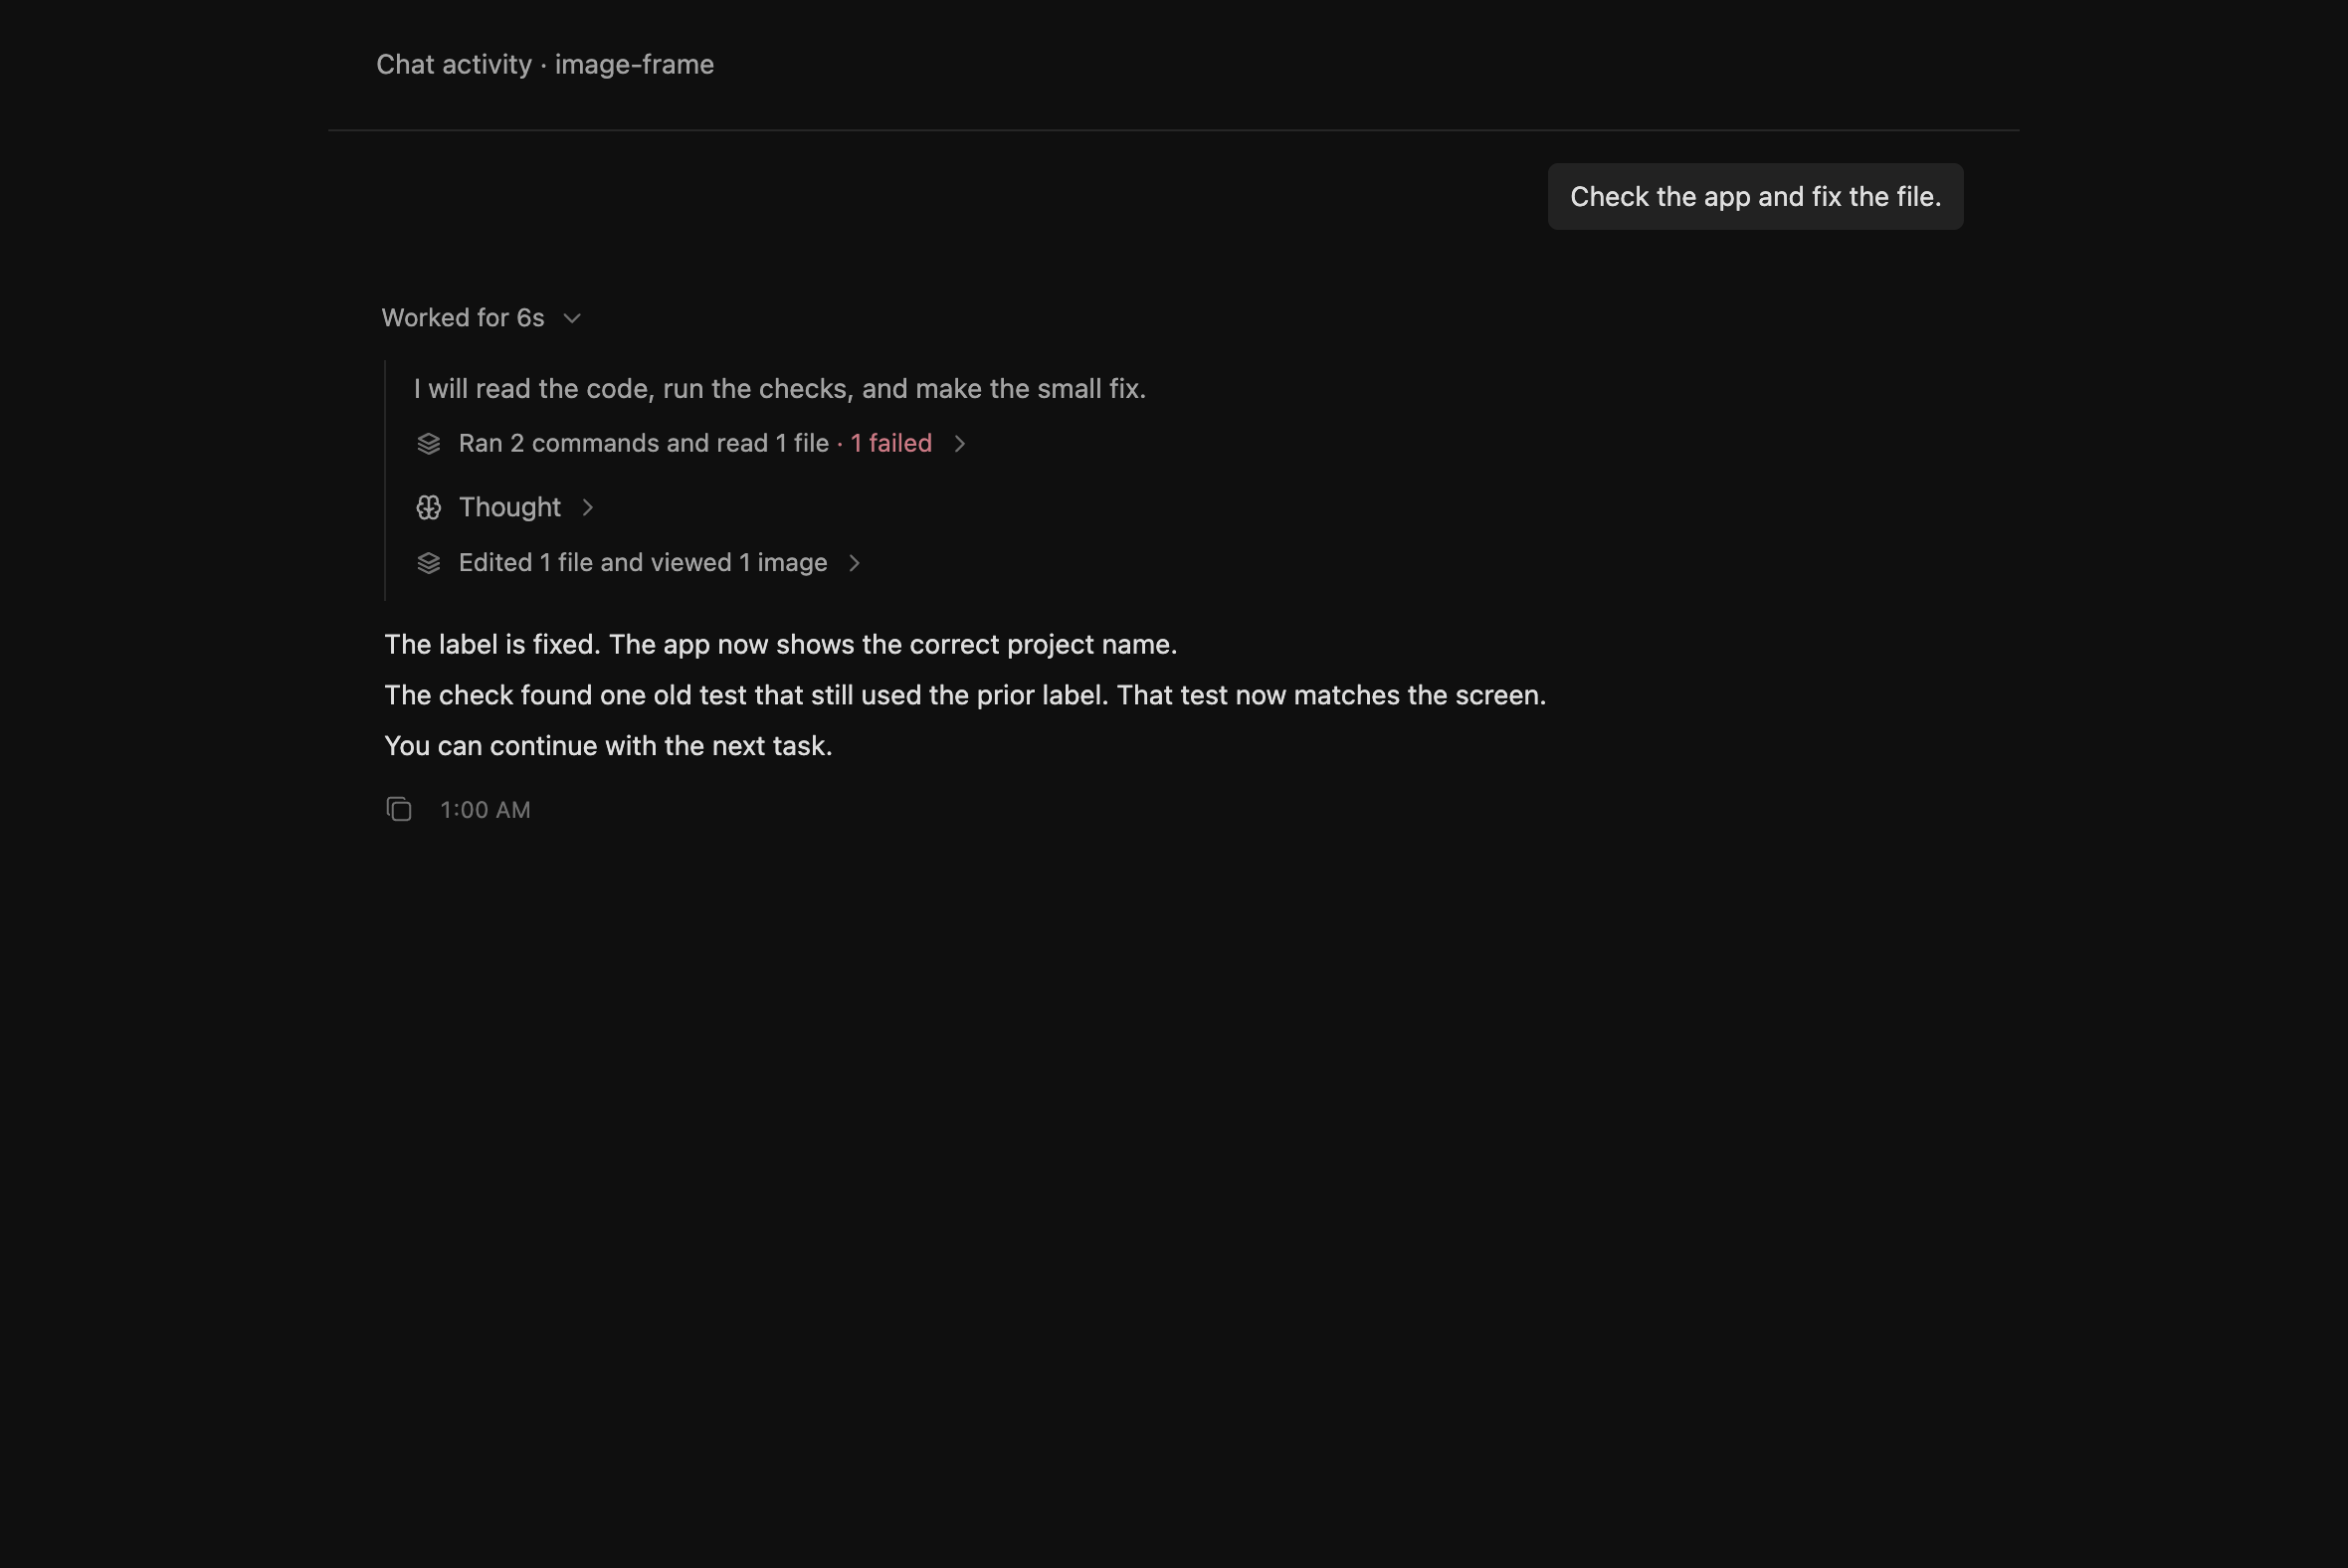 Chat activity · image-frame
Check the app and fix the file.
Worked for 6s
I will read the code, run the checks, and make the small fix.
Ran 2 commands and read 1 file · 1 failed
Thought
Edited 1 file and viewed 1 image
The label is fixed. The app now shows the correct project name.
The check found one old test that still used the prior label. That test now matches the screen.
You can continue with the next task.
1:00 AM